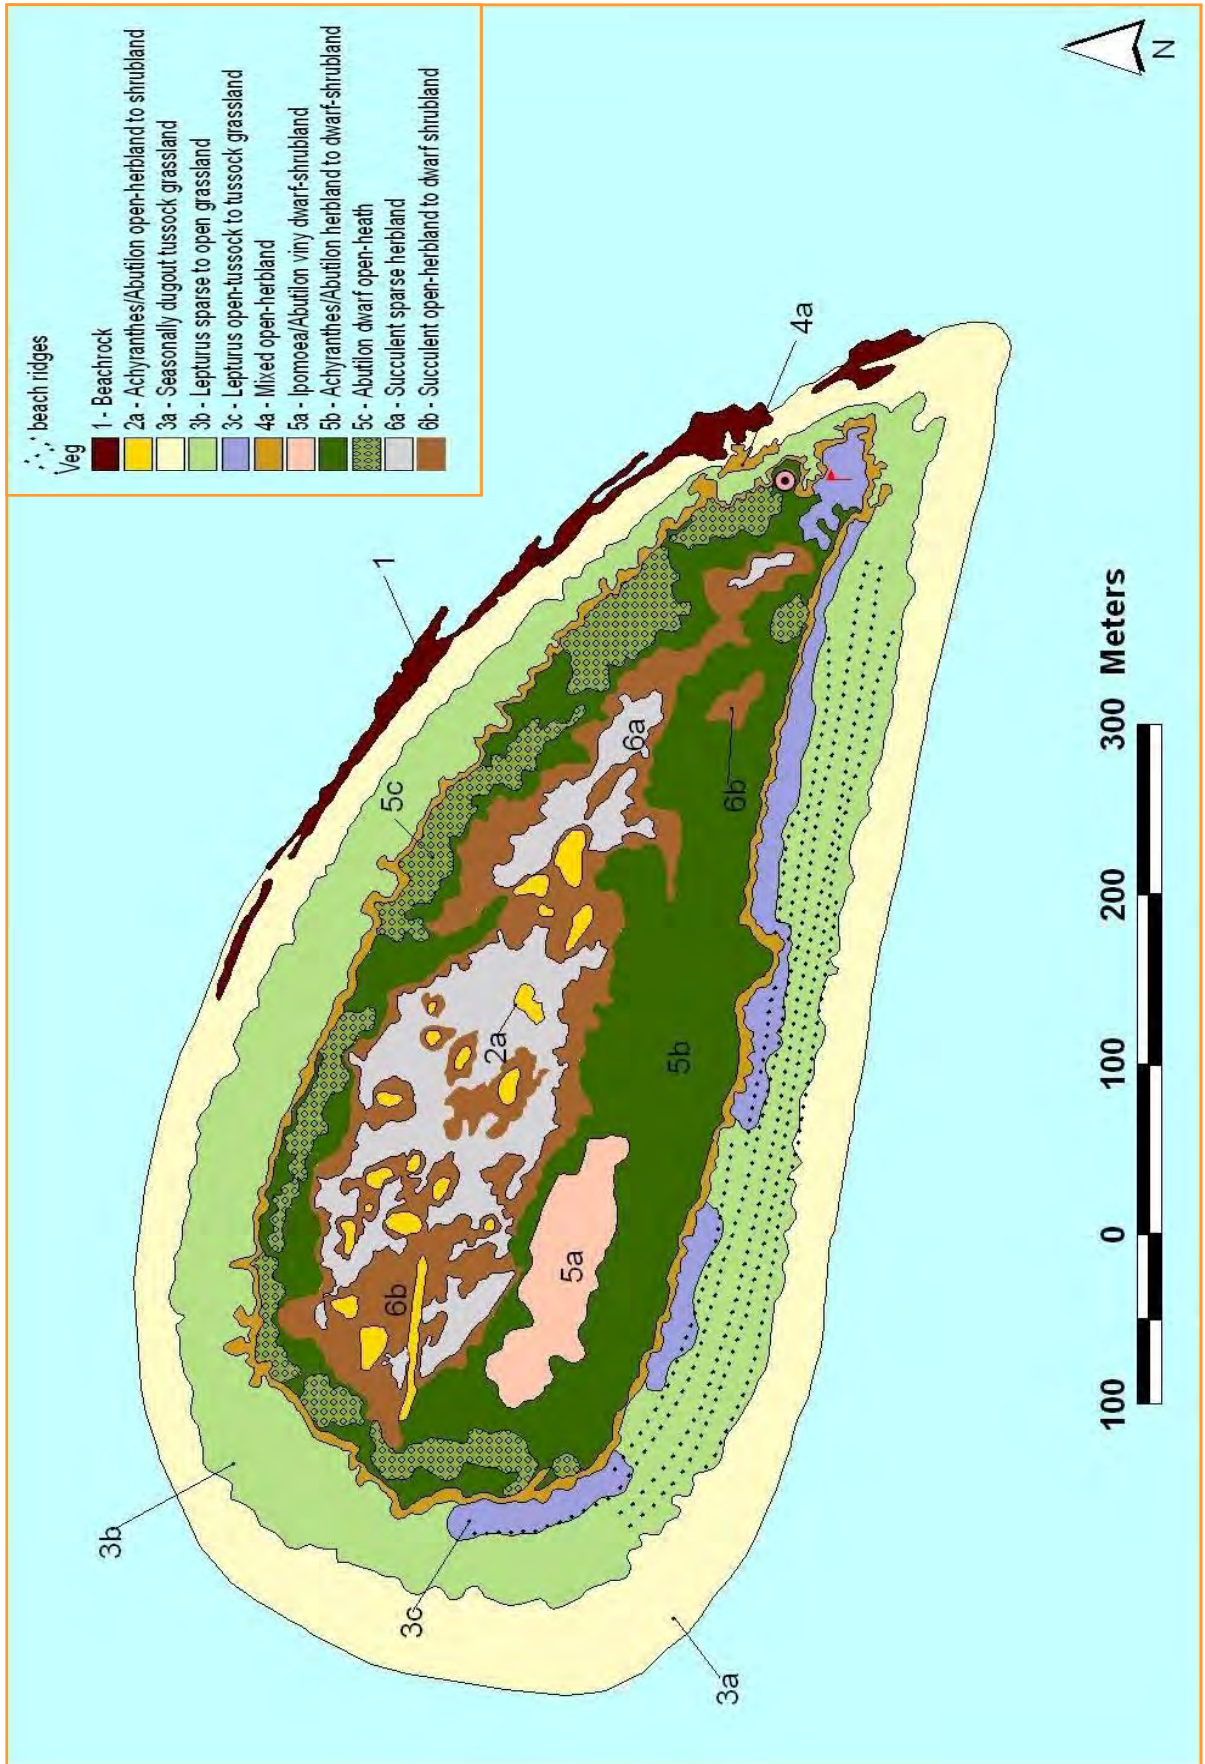 beach ridges
Veg
1 - Beachrock
2a - Achyranthes/Abutilon open-herbland to shrubland
3a - Seasonally dugout tussock grassland
3b - Lepturus sparse to open grassland
3c - Lepturus open-tussock to tussock grassland
4a - Mixed open-herbland
5a - Ipomoea/Abutilon viny dwarf-shrubland
5b - Achyranthes/Abutilon herbland to dwarf-shrubland
5c - Abutilon dwarf open-heath
6a - Succulent sparse herbland
6b - Succulent open-herbland to dwarf shrubland
N
3b
3c
3a
6b
5a
2a
5b
5c
1
6a
6b
4a
100 0 100 200 300 Meters